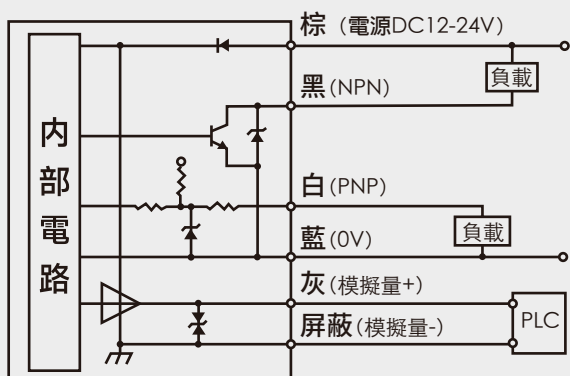 棕 (電源DC12-24V)
負載
黑(NPN)
内部電路
白(PNP)
負載
藍(0V)
灰(模擬量+)
屏蔽(模擬量-)
PLC